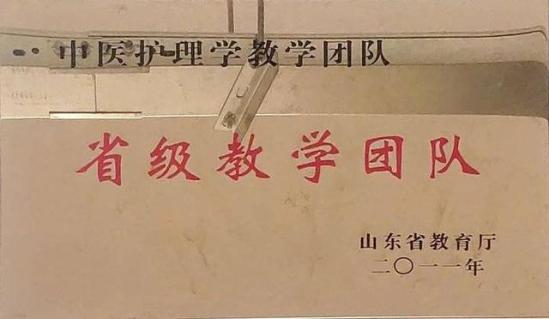 中医护理学教学团队
省级教学团队
山东省教育厅
二〇一一年